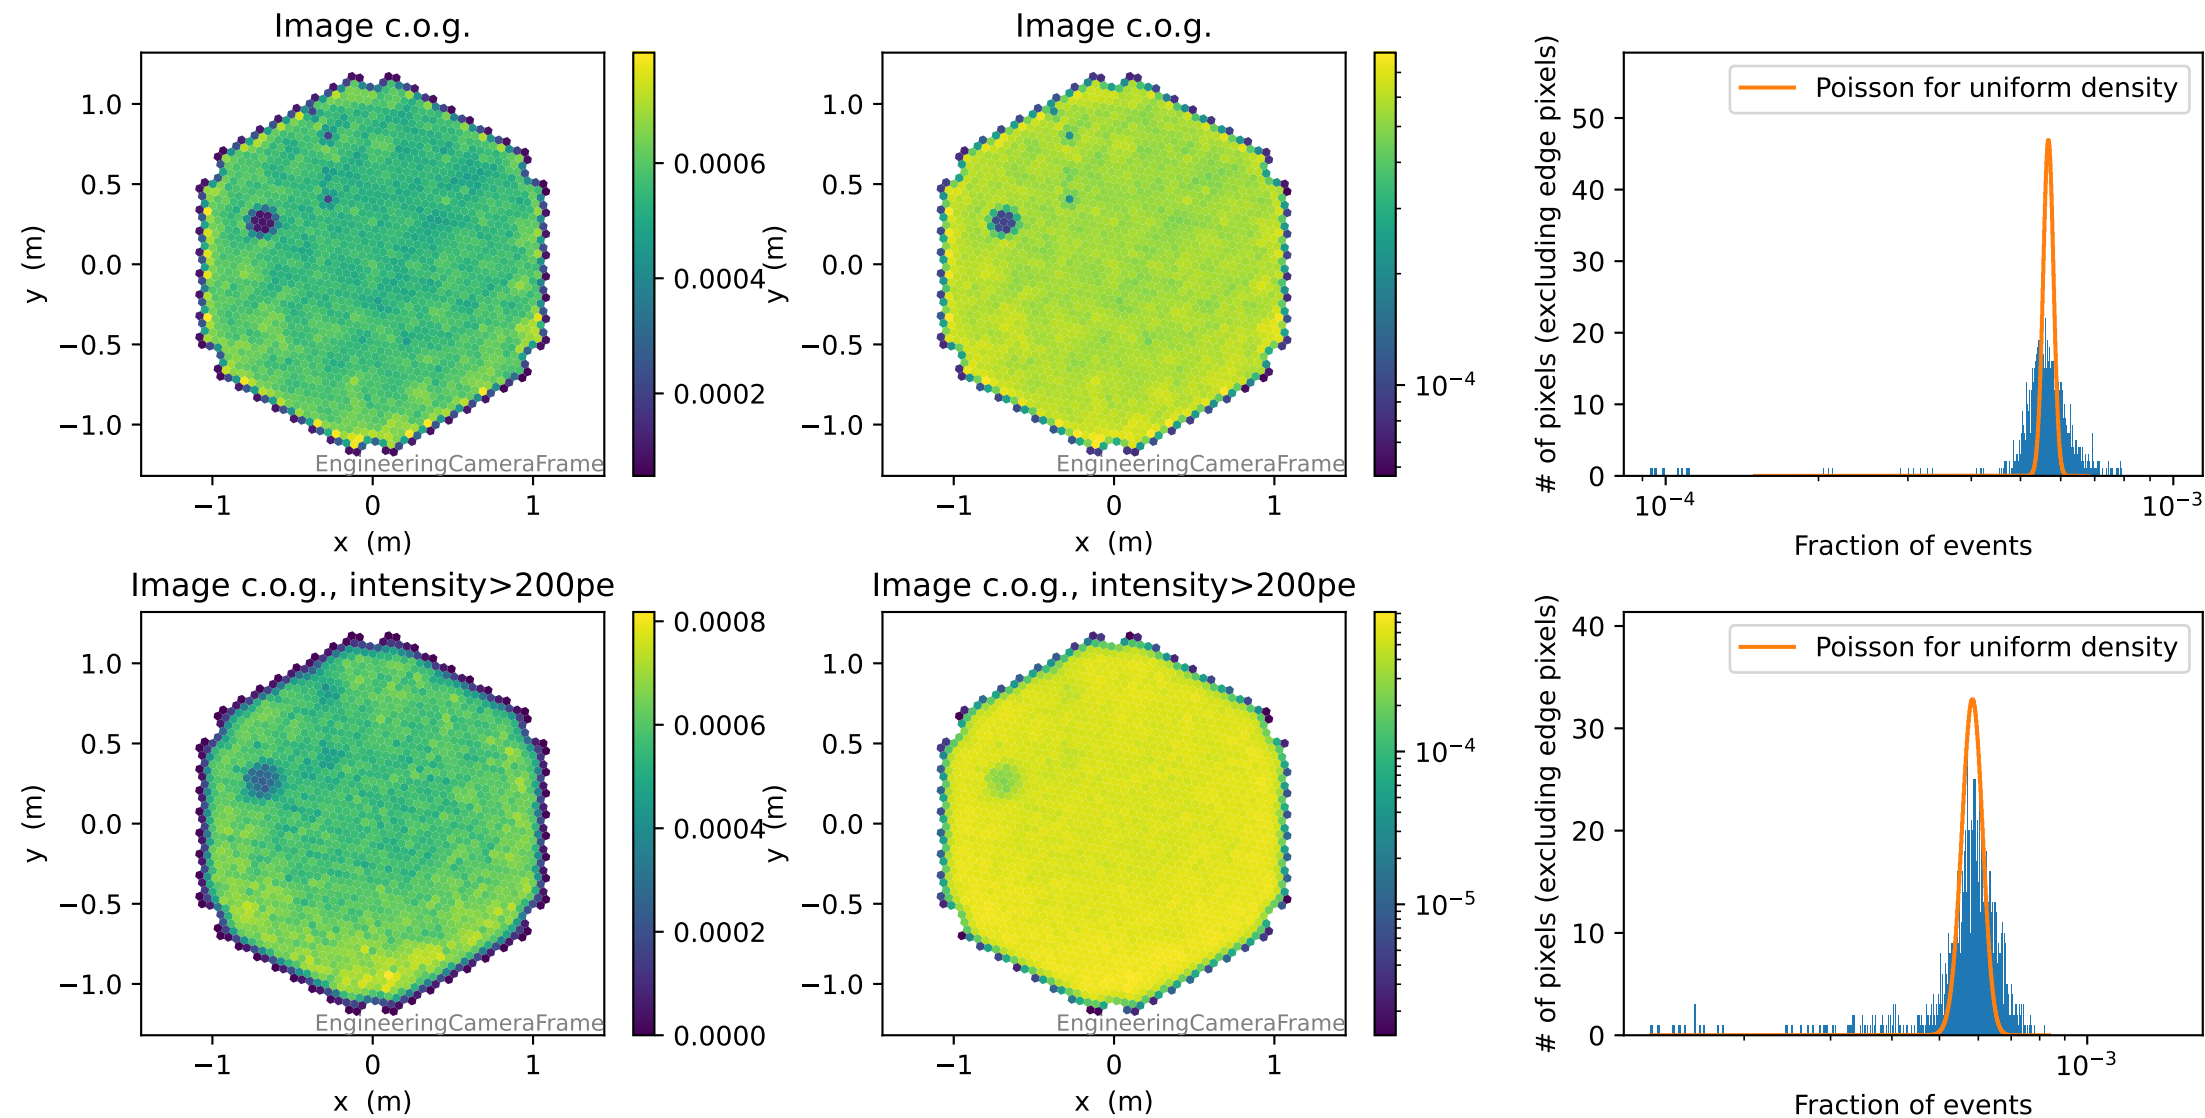 Image c.o.g.
1.0
0.5
0.0
−0.5
−1.0
y (m)
−1
0
1
x (m)
EngineeringCameraFrame
0.0006
0.0004
0.0002
Image c.o.g.
1.0
0.5
0.0
−0.5
−1.0
y (m)
−1
0
1
x (m)
EngineeringCameraFrame
10⁻⁴
# of pixels (excluding edge pixels)
50
40
30
20
10
0
Poisson for uniform density
10⁻⁴
10⁻³
Fraction of events
Image c.o.g., intensity>200pe
1.0
0.5
0.0
−0.5
−1.0
y (m)
−1
0
1
x (m)
EngineeringCameraFrame
0.0008
0.0006
0.0004
0.0002
0.0000
Image c.o.g., intensity>200pe
1.0
0.5
0.0
−0.5
−1.0
y (m)
−1
0
1
x (m)
EngineeringCameraFrame
10⁻⁴
10⁻⁵
# of pixels (excluding edge pixels)
40
30
20
10
0
Poisson for uniform density
10⁻³
Fraction of events